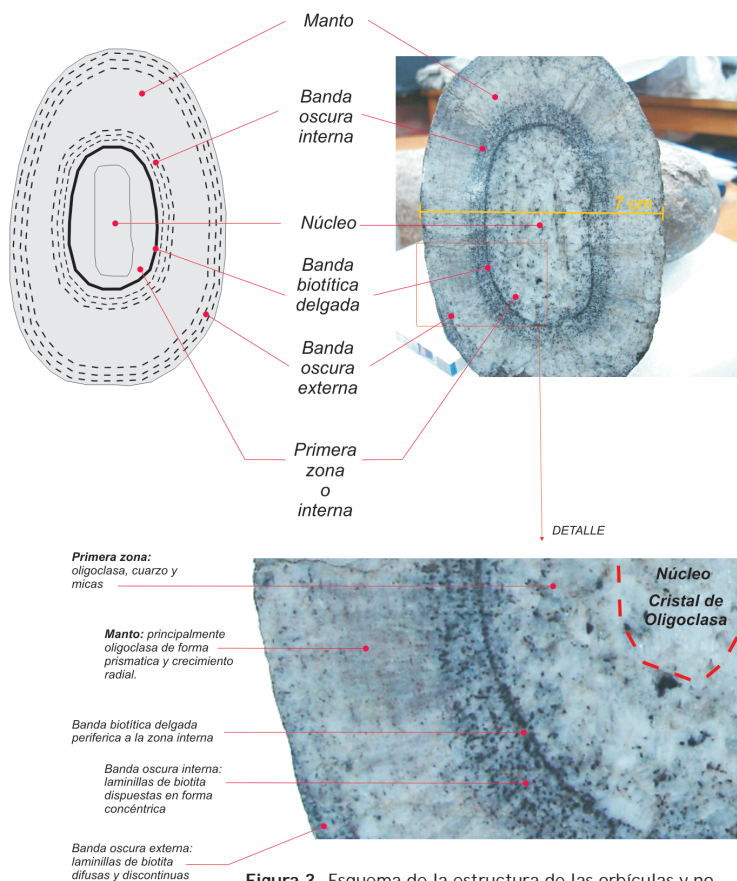 Manto
Banda
oscura
interna
7 cm
Núcleo
Banda
biotítica
delgada
Banda
oscura
externa
Primera
zona
o
interna
DETALLE
Primera zona:
oligoclasa, cuarzo y
micas
Núcleo
Cristal de
Oligoclasa
Manto: principalmente
oligoclasa de forma
prismatica y crecimiento
radial.
Banda biotítica delgada
periferica a la zona interna
Banda oscura interna:
laminillas de biotita
dispuestas en forma
concéntrica
Banda oscura externa:
laminillas de biotita
difusas y discontinuas
Figura 2. Esquema de la estructura de las orbículas y no